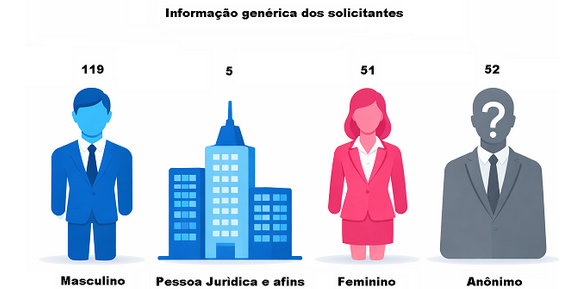 Informação genérica dos solicitantes
119 5 51 52
?
Masculino Pessoa Jurìdica e afins Feminino Anônimo